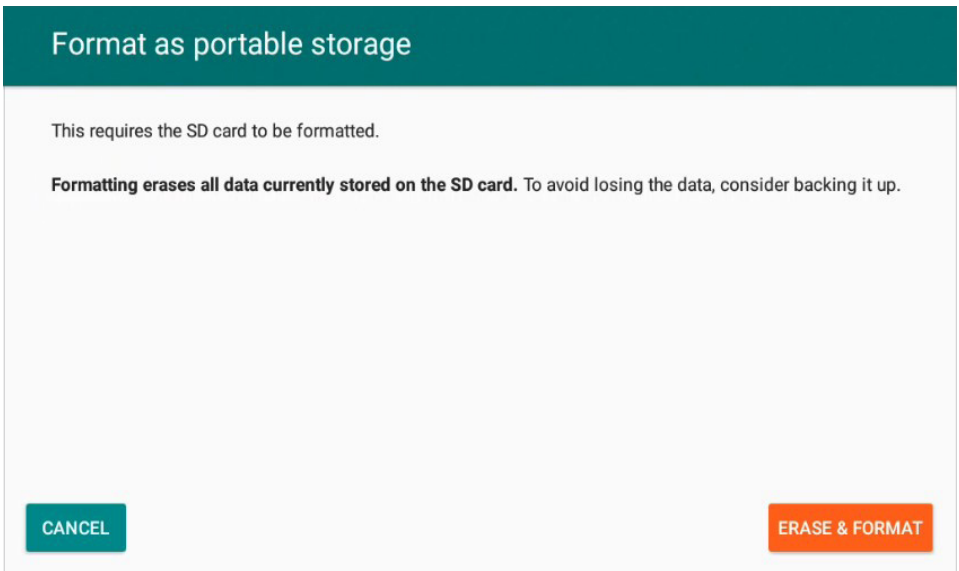 Format as portable storage
This requires the SD card to be formatted.
Formatting erases all data currently stored on the SD card. To avoid losing the data, consider backing it up.
CANCEL
ERASE & FORMAT